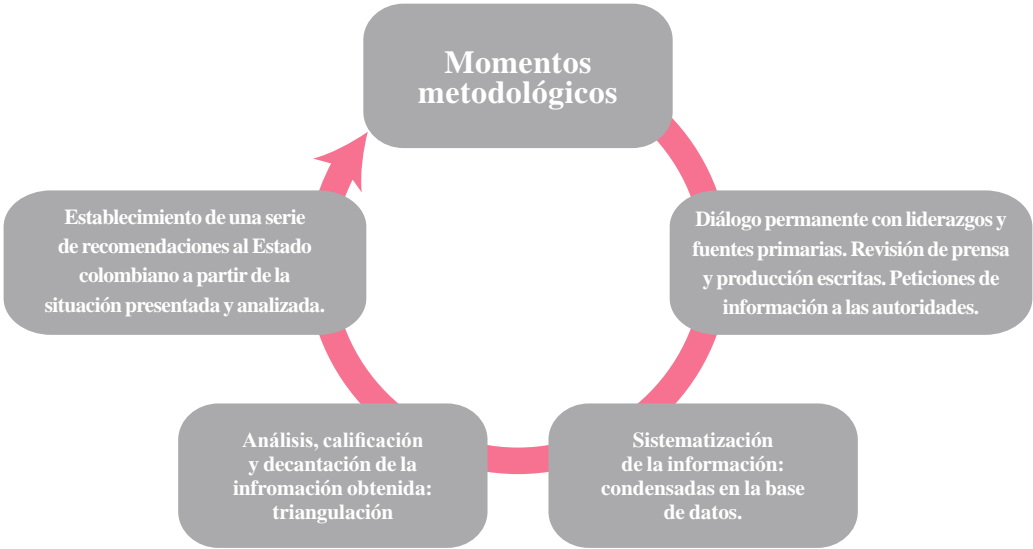 Momentos
metodológicos
Diálogo permanente con liderazgos y
fuentes primarias. Revisión de prensa
y producción escritas. Peticiones de
información a las autoridades.
Sistematización
de la información:
condensadas en la base
de datos.
Análisis, calificación
y decantación de la
infromación obtenida:
triangulación
Establecimiento de una serie
de recomendaciones al Estado
colombiano a partir de la
situación presentada y analizada.